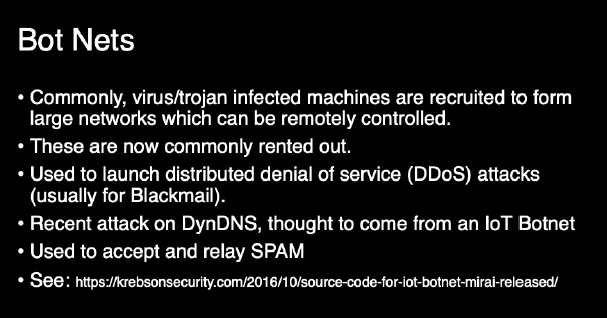 Bot Nets
• Commonly, virus/trojan infected machines are recruited to form
large networks which can be remotely controlled.
• These are now commonly rented out.
• Used to launch distributed denial of service (DDoS) attacks
(usually for Blackmail).
• Recent attack on DynDNS, thought to come from an IoT Botnet
• Used to accept and relay SPAM
• See: https://krebsonsecurity.com/2016/10/source-code-for-iot-botnet-mirai-released/